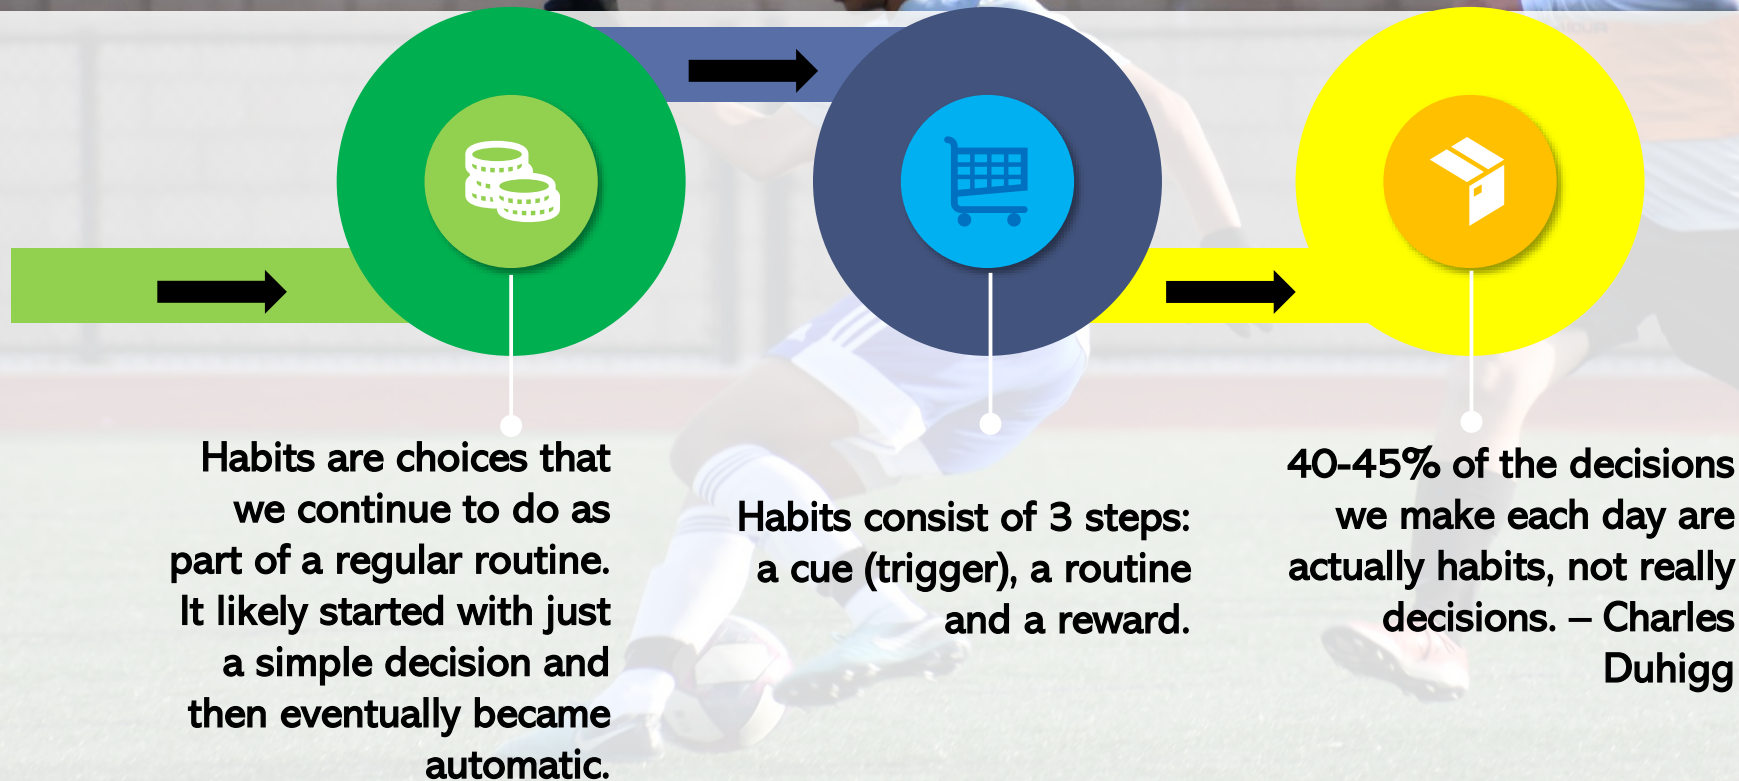 Habits are choices that
we continue to do as
part of a regular routine.
It likely started with just
a simple decision and
then eventually became
automatic.
Habits consist of 3 steps:
a cue (trigger), a routine
and a reward.
40-45% of the decisions
we make each day are
actually habits, not really
decisions. – Charles
Duhigg